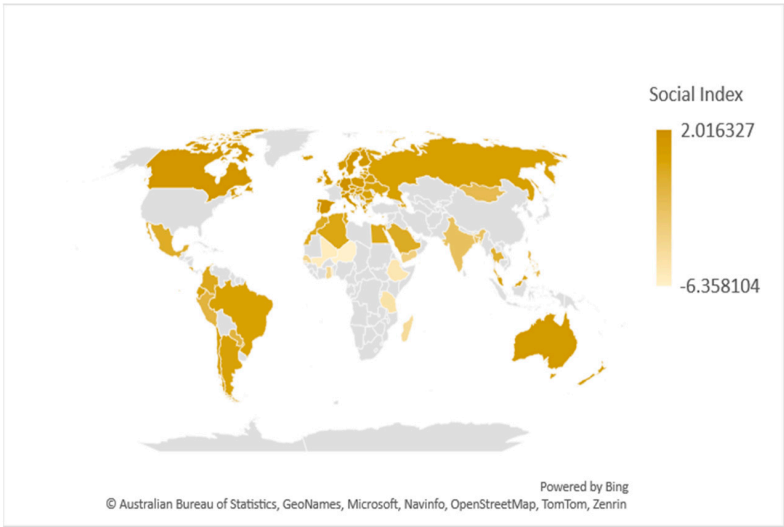 Social Index
2.016327
-6.358104
Powered by Bing
© Australian Bureau of Statistics, GeoNames, Microsoft, Navinfo, OpenStreetMap, TomTom, Zenrin